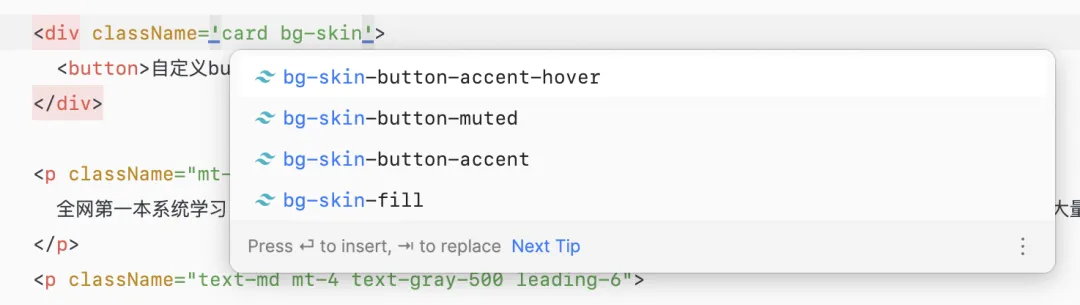 <div className='card bg-skin'>
<button>自定义bu
bg-skin-button-accent-hover
</div>
bg-skin-button-muted
bg-skin-button-accent
<p className="mt-
bg-skin-fill
全网第一本系统学习
大量
</p>
Press ⏎ to insert, ⇥ to replace Next Tip
<p className="text-md mt-4 text-gray-500 leading-6">